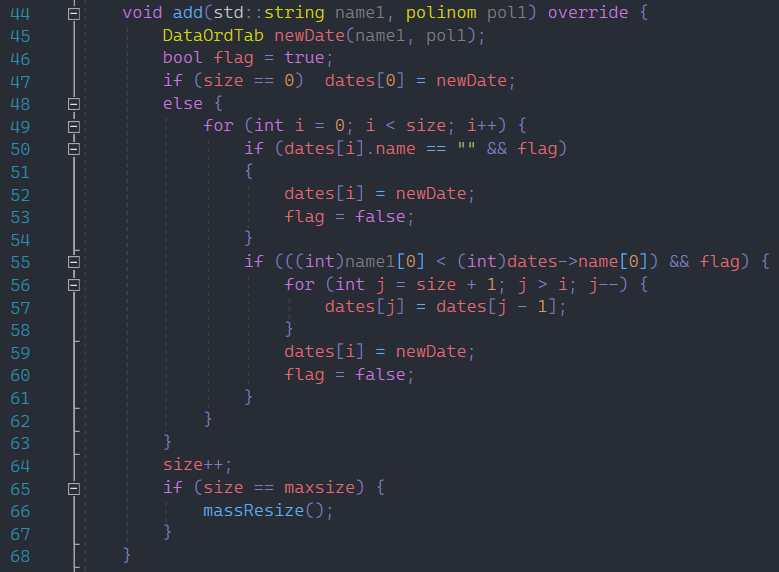 44 void add(std::string name1, polinom pol1) override {
45 DataOrdTab newDate(name1, pol1);
46 bool flag = true;
47 if (size == 0)  dates[0] = newDate;
48 else {
49 for (int i = 0; i < size; i++) {
50 if (dates[i].name == "" && flag)
51 {
52 dates[i] = newDate;
53 flag = false;
54 }
55 if (((int)name1[0] < (int)dates->name[0]) && flag) {
56 for (int j = size + 1; j > i; j--) {
57 dates[j] = dates[j - 1];
58 }
59 dates[i] = newDate;
60 flag = false;
61 }
62 }
63 }
64 size++;
65 if (size == maxsize) {
66 massResize();
67 }
68 }